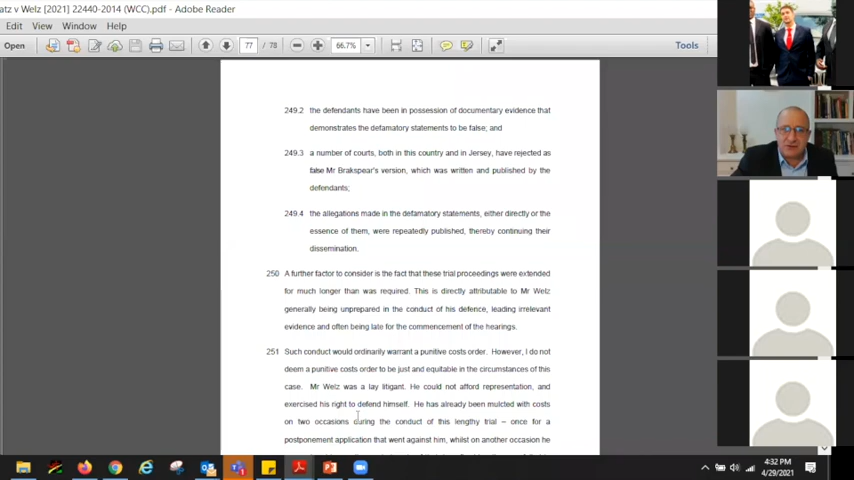 atz v Welz [2021] 22440-2014 (WCC).pdf - Adobe Reader
Edit View Window Help
Open 77 / 78 66.7% Tools
249.2 the defendants have been in possession of documentary evidence that
demonstrates the defamatory statements to be false; and
249.3 a number of courts, both in this country and in Jersey, have rejected as
false Mr Brakspear's version, which was written and published by the
defendants;
249.4 the allegations made in the defamatory statements, either directly or the
essence of them, were repeatedly published, thereby continuing their
dissemination.
250 A further factor to consider is the fact that these trial proceedings were extended
for much longer than was required. This is directly attributable to Mr Welz
generally being unprepared in the conduct of his defence, leading irrelevant
evidence and often being late for the commencement of the hearings.
251 Such conduct would ordinarily warrant a punitive costs order. However, I do not
deem a punitive costs order to be just and equitable in the circumstances of this
case. Mr Welz was a lay litigant. He could not afford representation, and
exercised his right to defend himself. He has already been mulcted with costs
on two occasions during the conduct of this lengthy trial – once for a
postponement application that went against him, whilst on another occasion he
4:32 PM
4/29/2021